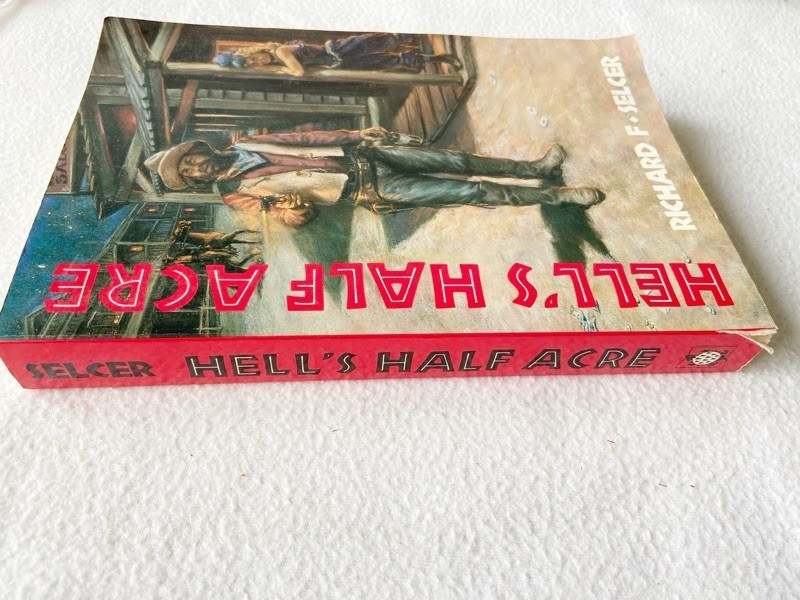 HELL'S HALF ACRE
RICHARD F. SELCER
SELCER HELL'S HALF ACRE